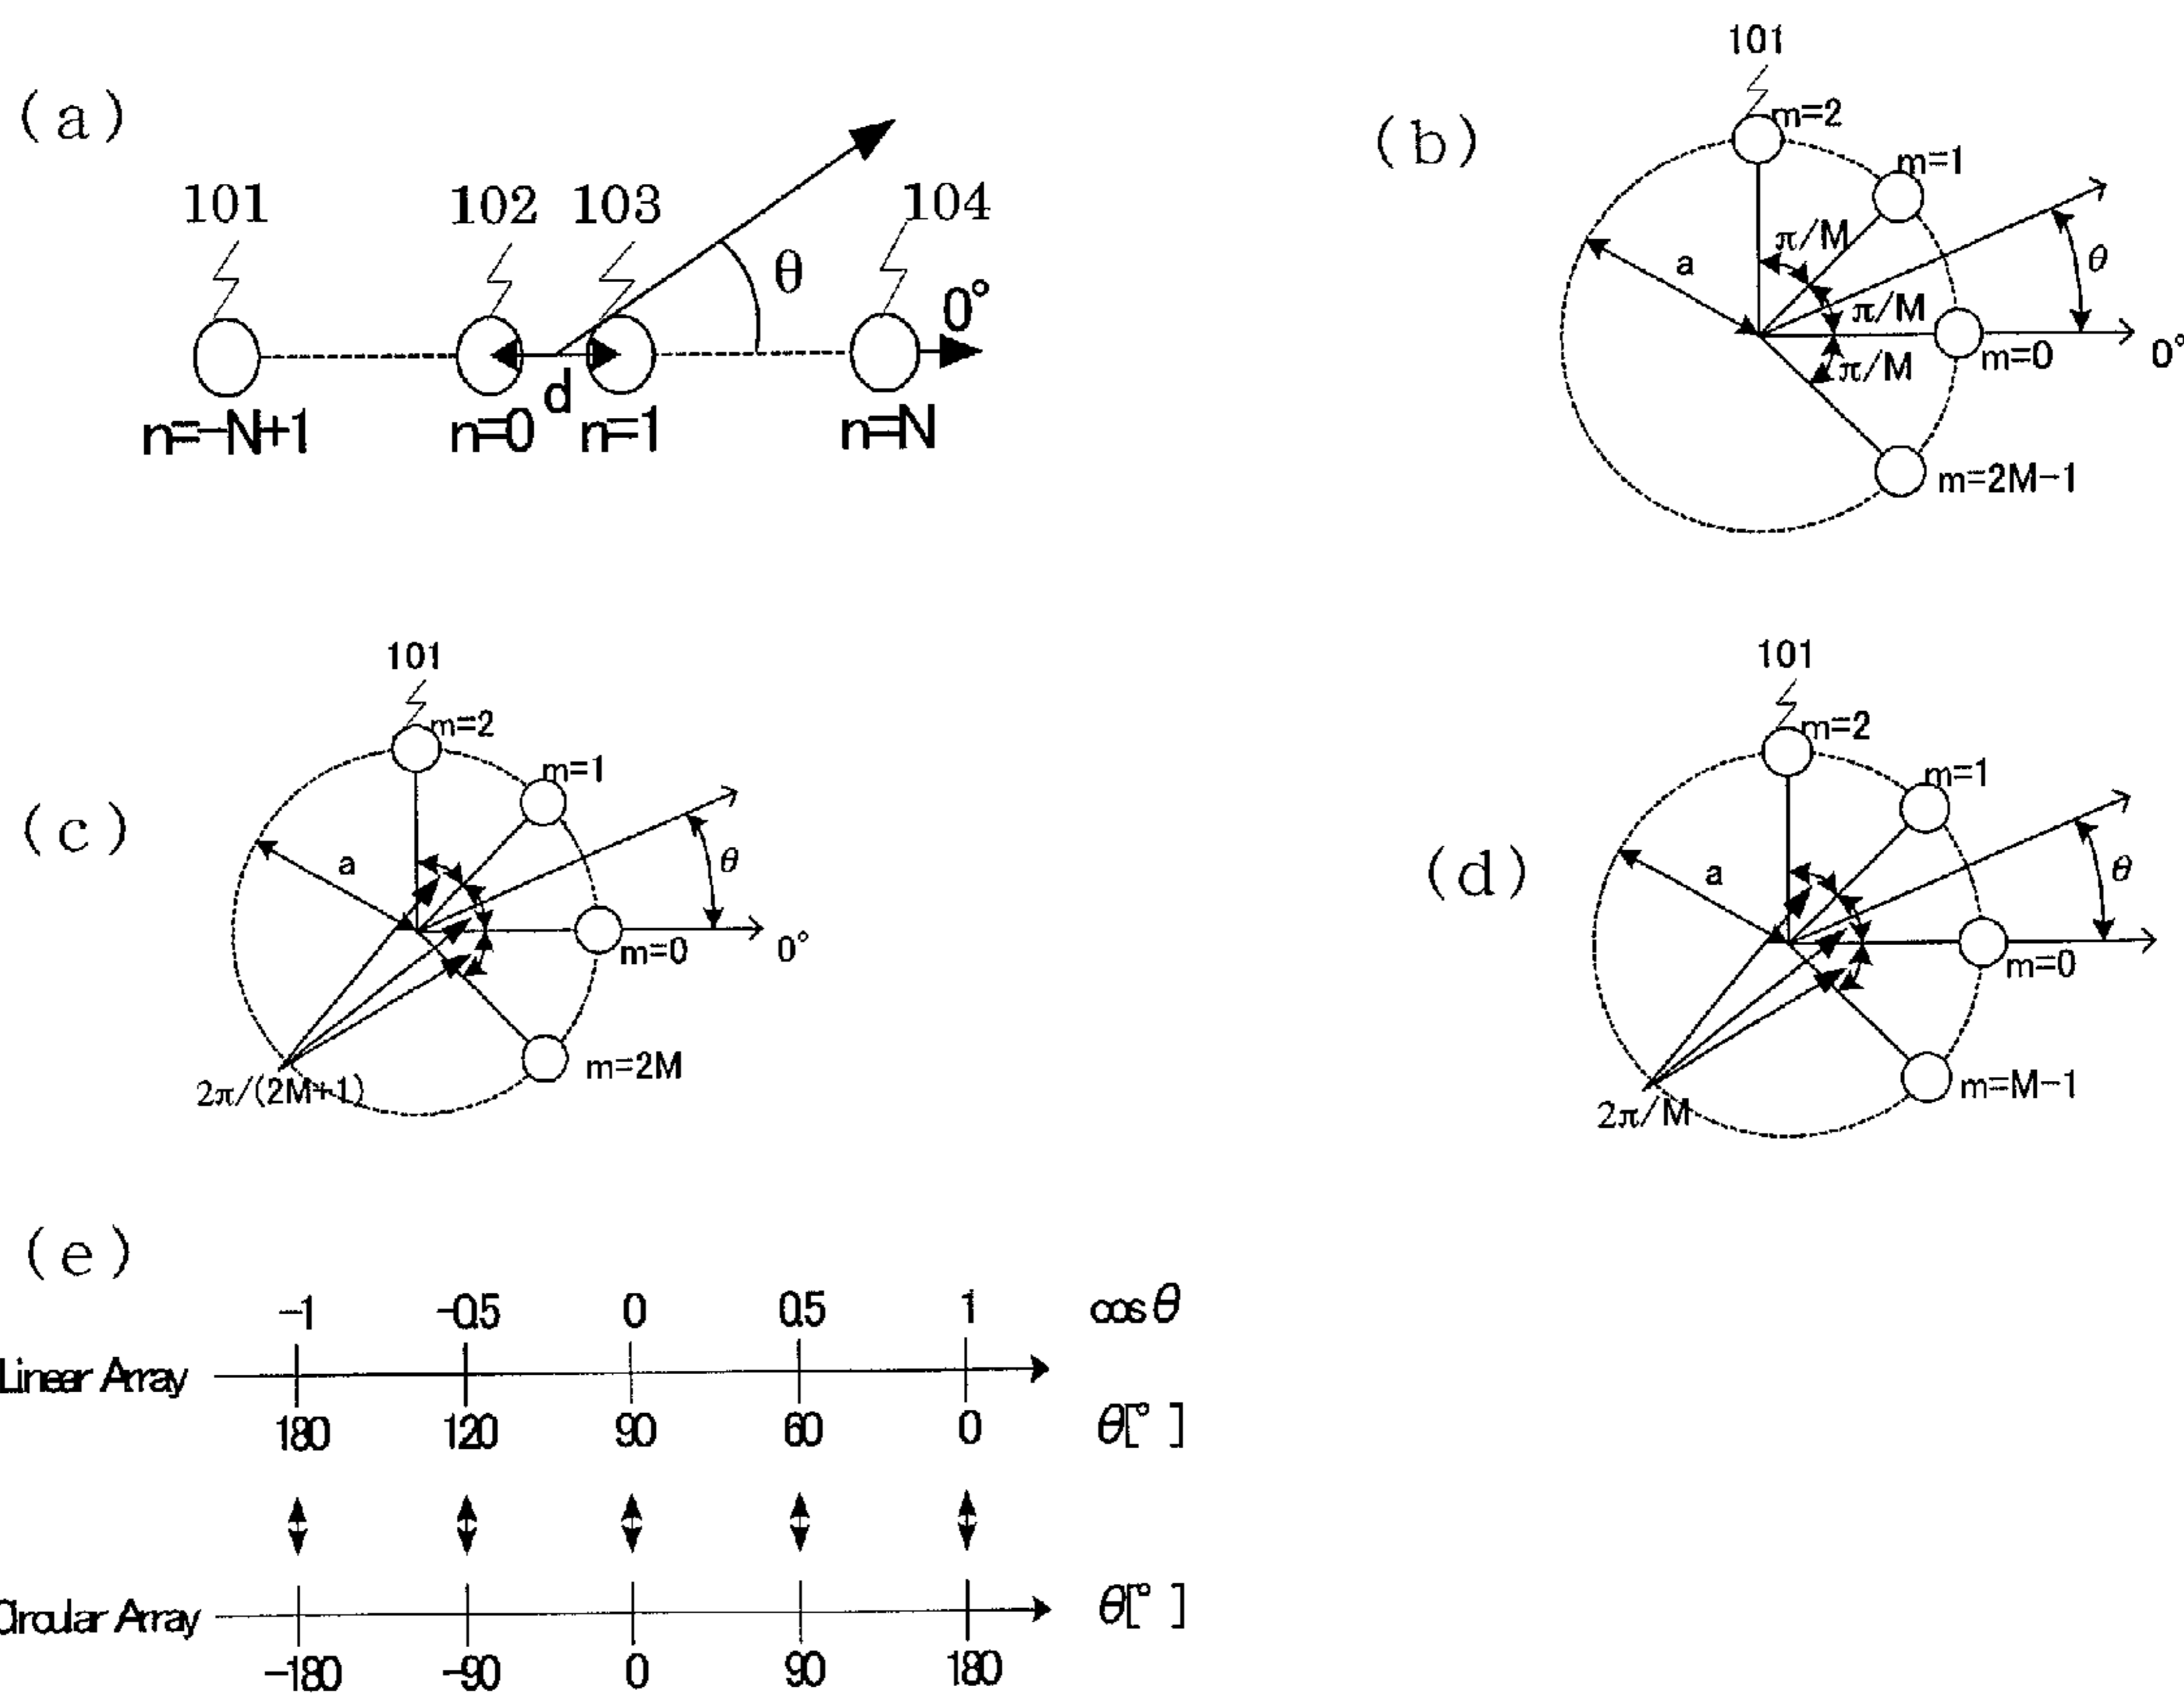 (a)
101
102
103
104
θ
0°
d
n=-N+1
n=0
n=1
n=N
(b)
101
m=2
m=1
π/M
a
π/M
θ
π/M
m=0
0°
m=2M-1
(c)
101
m=2
m=1
a
θ
m=0
0°
m=2M
2π/(2M+1)
(d)
101
m=2
m=1
a
θ
m=0
m=M-1
2π/M
(e)
-1 -0.5 0 0.5 1 cosθ
Linear Array
180 120 90 60 0 θ[°]
Circular Array θ[°]
-180 -90 0 90 180